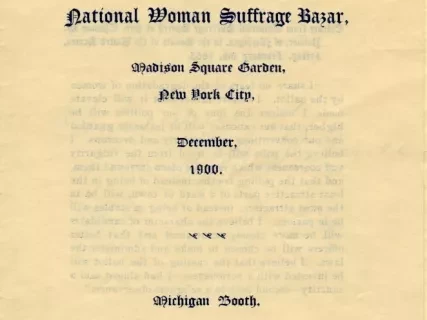 National Woman Suffrage Bazar,
Madison Square Garden,
New York City,
December,
1900.
Michigan Booth.